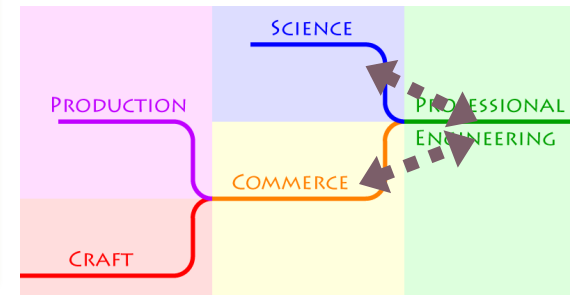 SCIENCE
PRODUCTION
PROFESSIONAL
ENGINEERING
COMMERCE
CRAFT